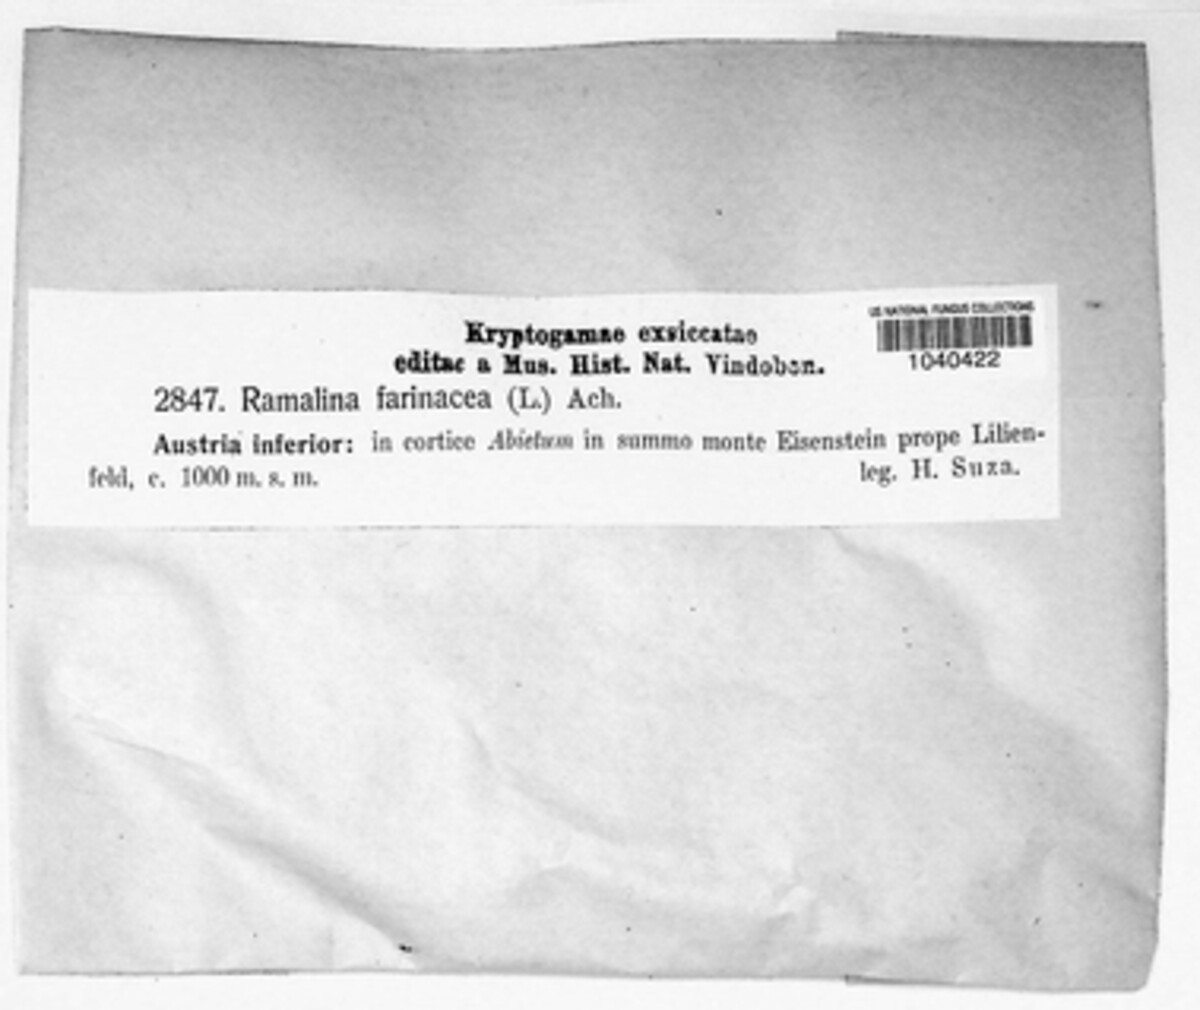 US NATIONAL FUNGUS COLLECTIONS
1040422
Kryptogamae exsiccatae
editae a Mus. Hist. Nat. Vindobon.
2847. Ramalina farinacea (L.) Ach.
Austria inferior: in cortice Abietum in summo monte Eisenstein prope Lilien-
feld, c. 1000 m. s. m.
leg. H. Suza.